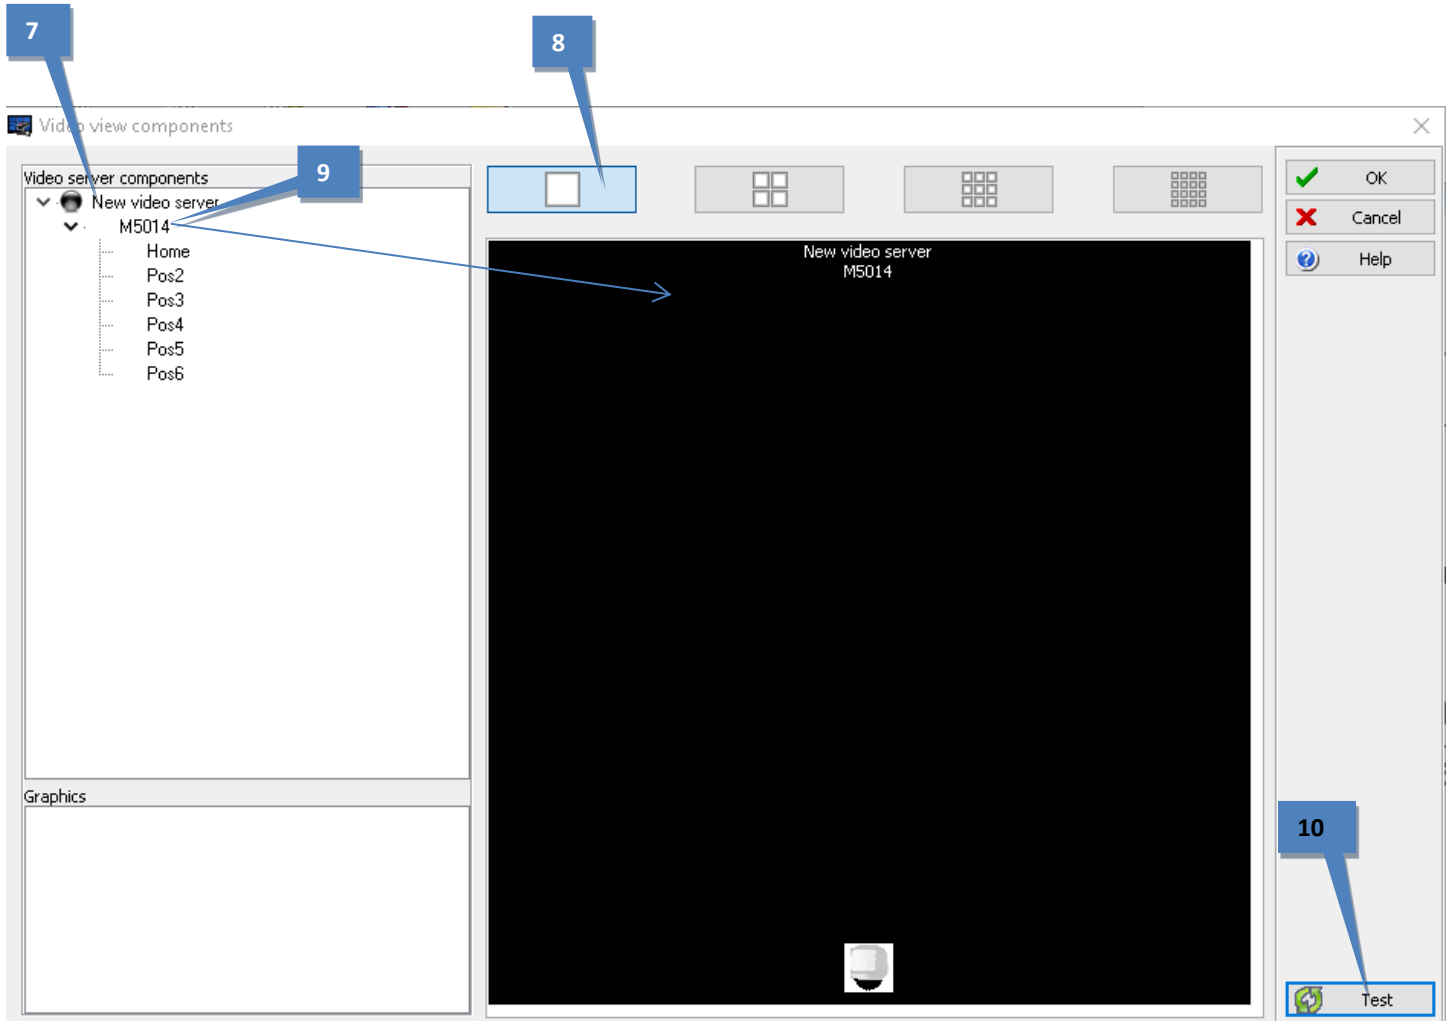 7
8
Video view components
Video server components
9
New video server
M5014
Home
Pos2
Pos3
Pos4
Pos5
Pos6
Graphics
New video server
M5014
OK
Cancel
Help
10
Test